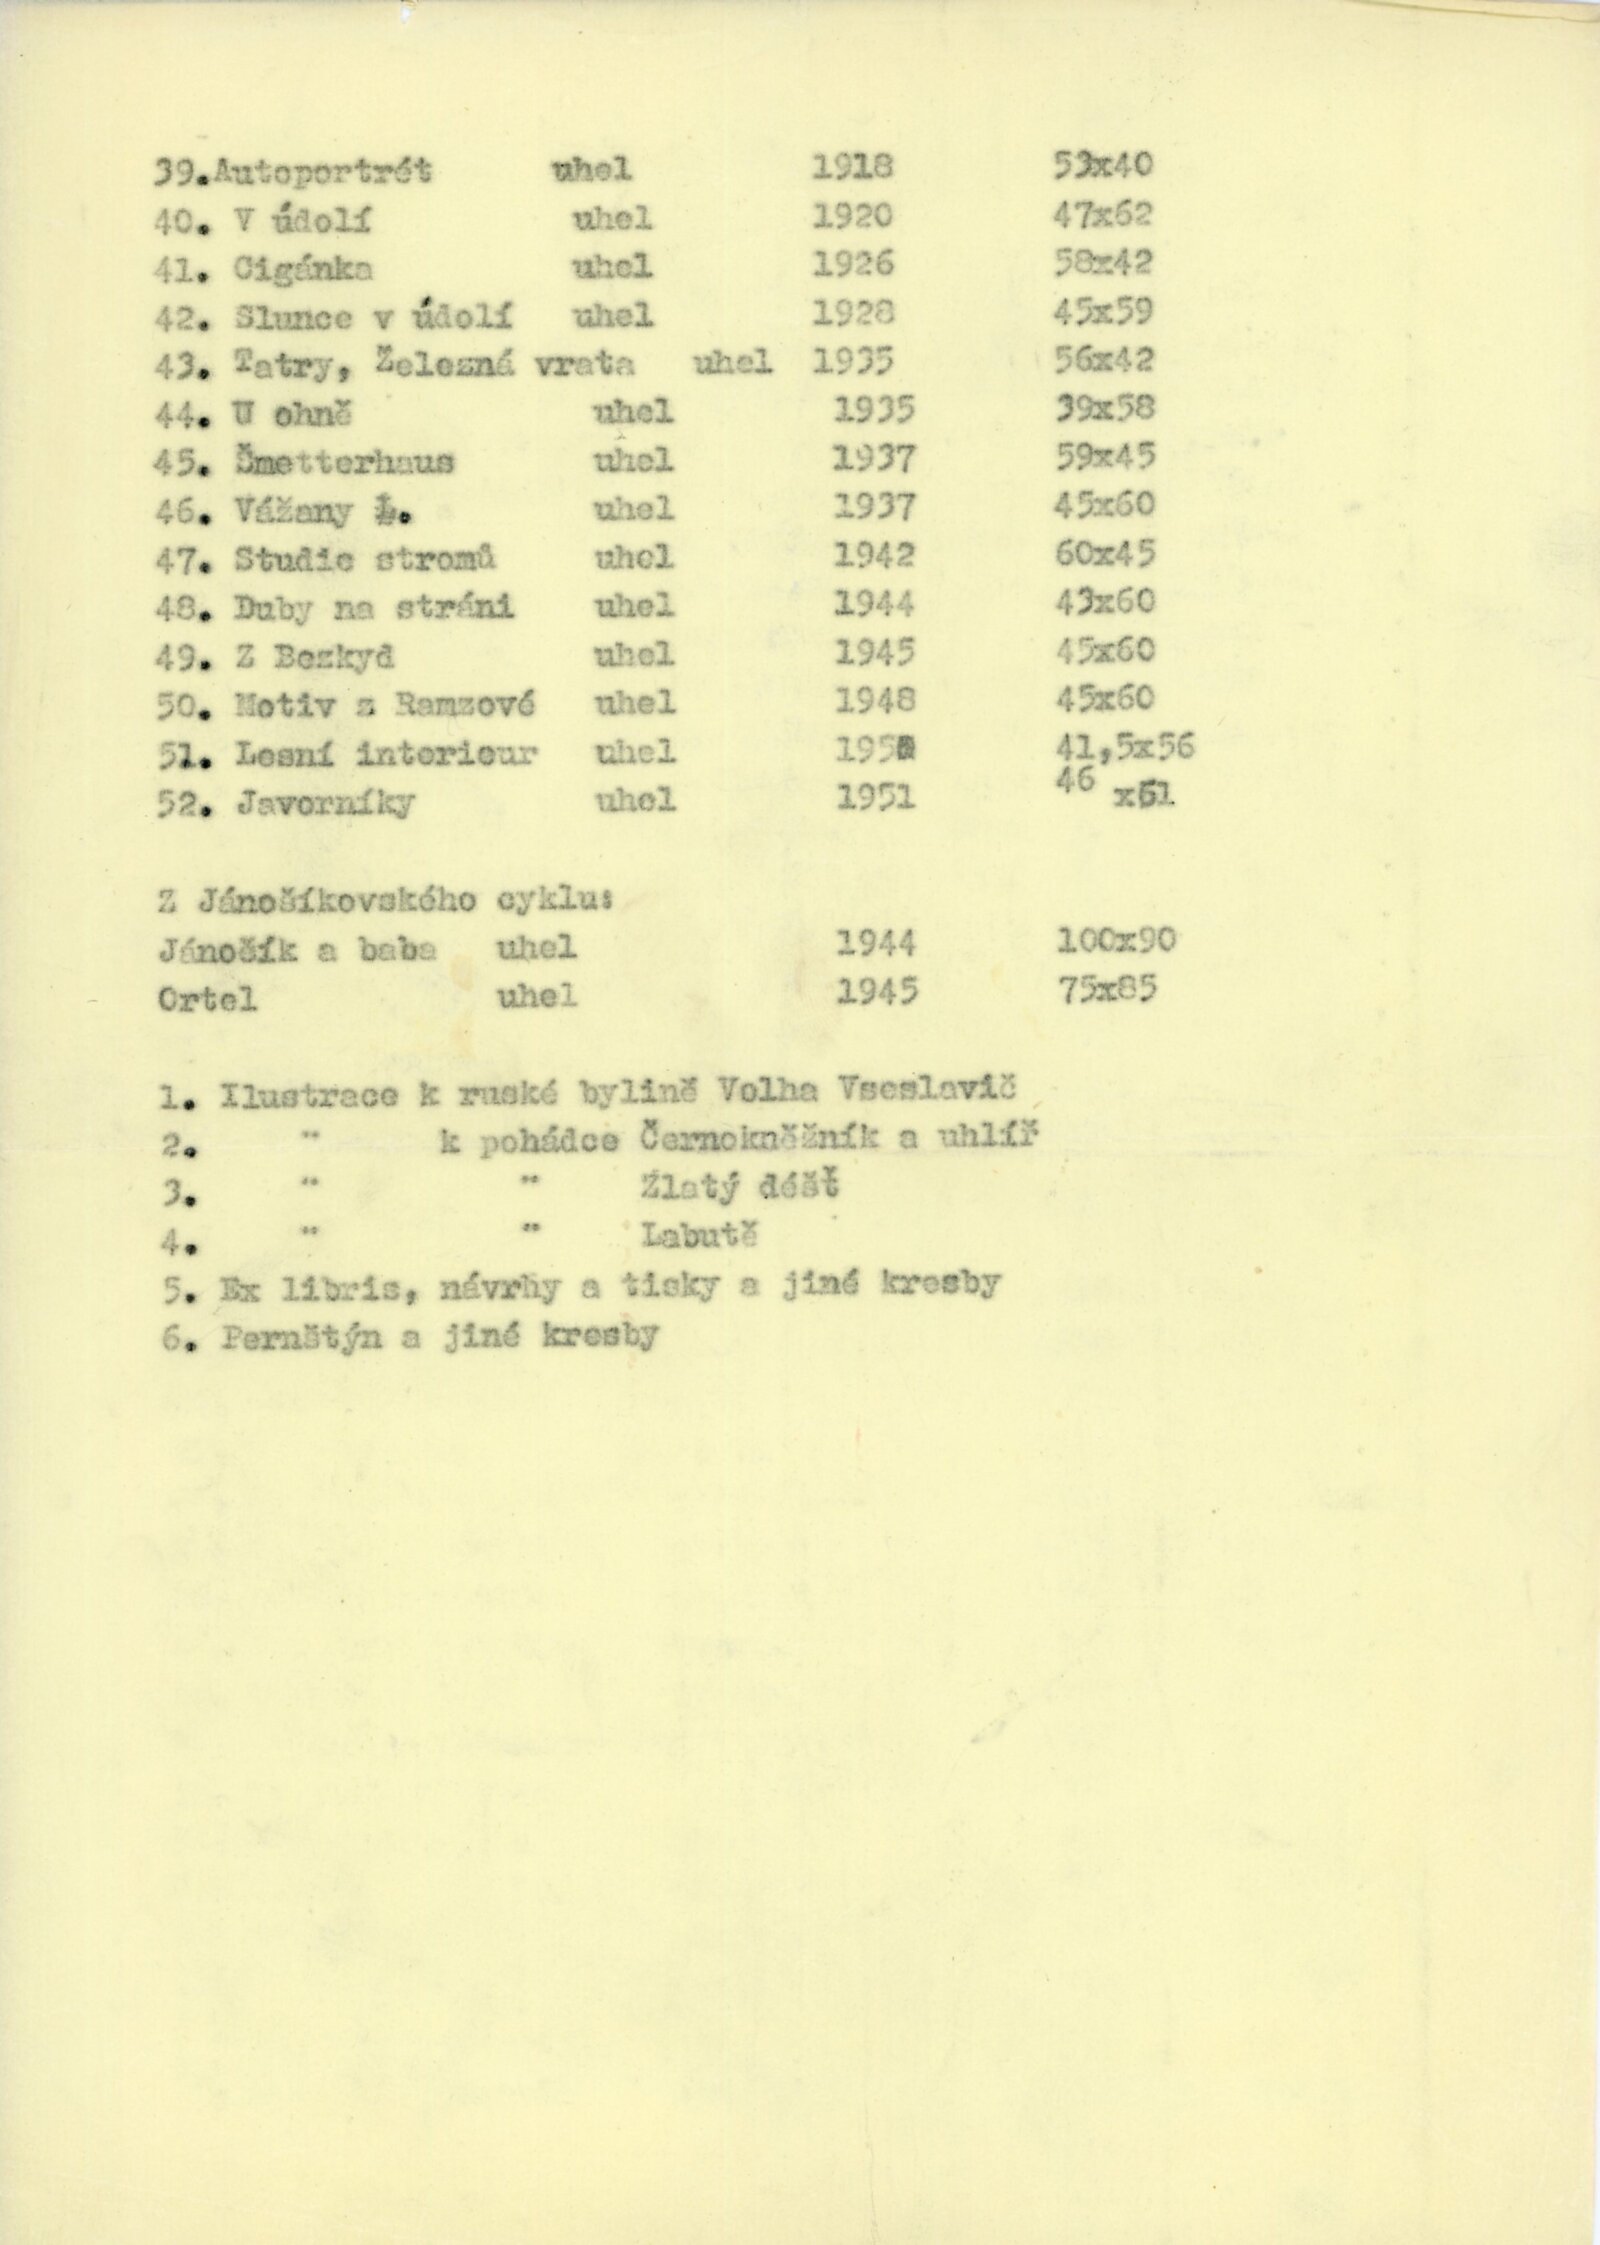 39.Autoportrét uhel 1918 53x40
40. V údolí uhel 1920 47x62
41. Cigánka uhel 1926 58x42
42. Slunce v údolí uhel 1928 45x59
43. Tatry, Železná vrata uhel 1935 56x42
44. U ohně uhel 1935 39x58
45. Šmetterhaus uhel 1937 59x45
46. Vážany L. uhel 1937 45x60
47. Studie stromů uhel 1942 60x45
48. Duby na stráni uhel 1944 43x60
49. Z Bezkyd uhel 1945 45x60
50. Motiv z Ramzové uhel 1948 45x60
51. Lesní interieur uhel 41,5x56
52. Javorníky uhel 1951 46 x61
Z Jánošíkovského cyklu:
Jánočík a baba uhel 1944 100x90
Ortel uhel 1945 75x85
1. Ilustrace k ruské bylině Volha Vseslavič
2. " k pohádce Černokněžník a uhlíř
3. " " Zlatý déšť
4. " " Labutě
5. Ex libris, návrhy a tisky a jiné kresby
6. Pernštýn a jiné kresby